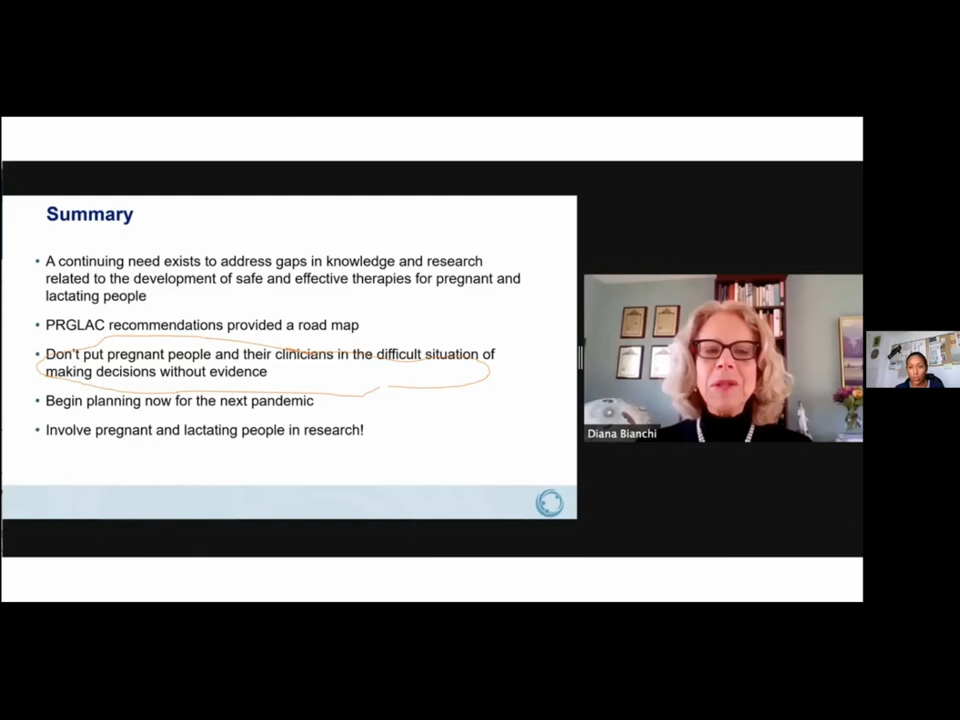 Summary
• A continuing need exists to address gaps in knowledge and research
related to the development of safe and effective therapies for pregnant and
lactating people
• PRGLAC recommendations provided a road map
• Don't put pregnant people and their clinicians in the difficult situation of
making decisions without evidence
• Begin planning now for the next pandemic
• Involve pregnant and lactating people in research!
Diana Bianchi